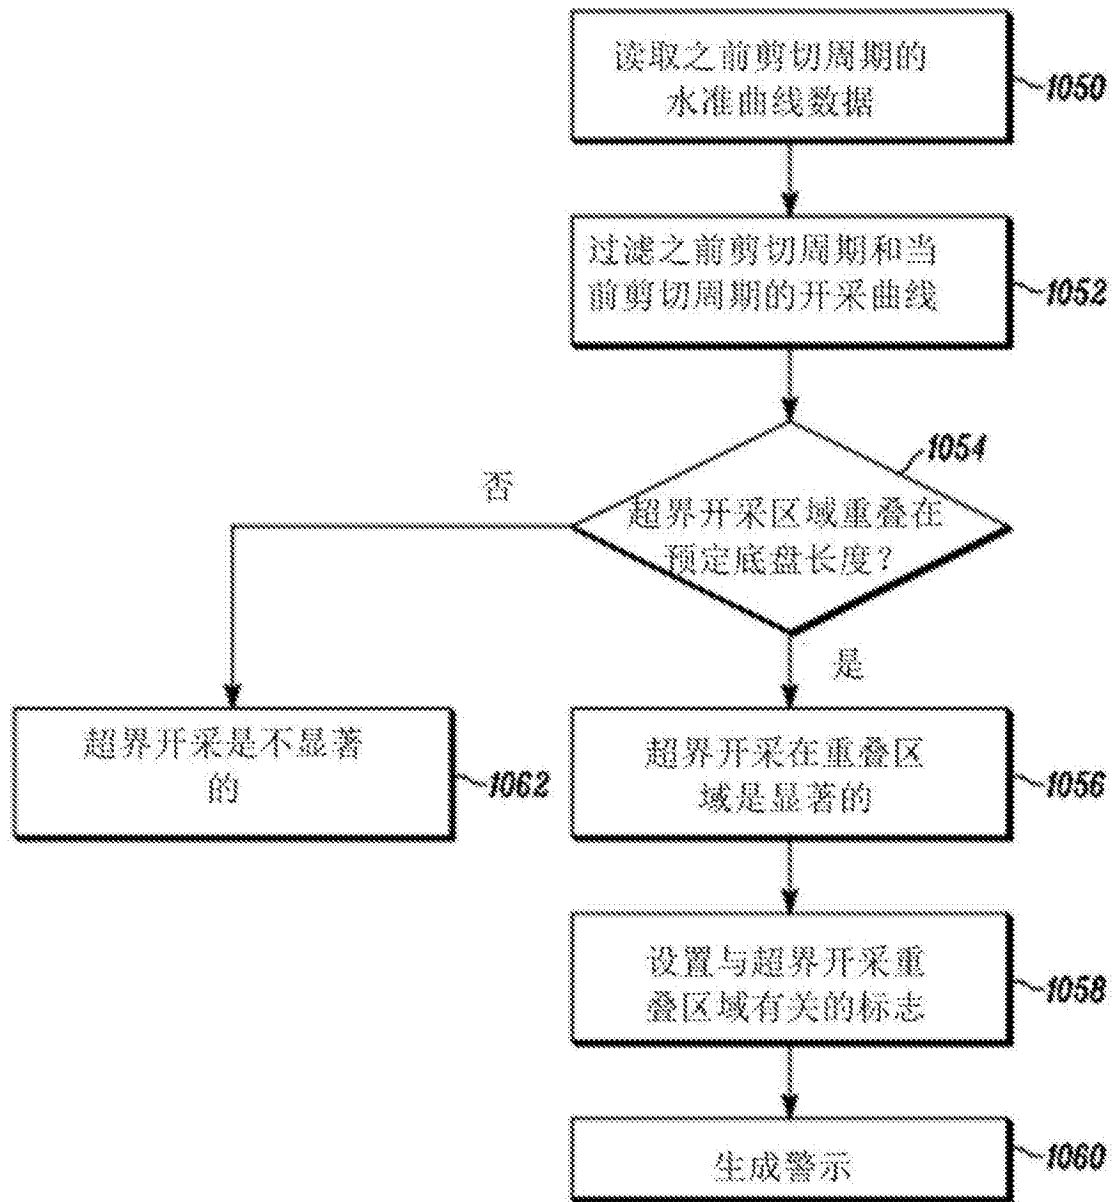 读取之前剪切周期的
水准曲线数据
1050
过滤之前剪切周期和当
前剪切周期的开采曲线
1052
1054
否
超界开采区域重叠在
预定底盘长度?
是
超界开采是不显著
的
1062
超界开采在重叠区
域是显著的
1056
设置与超界开采重
叠区域有关的标志
1058
生成警示
1060